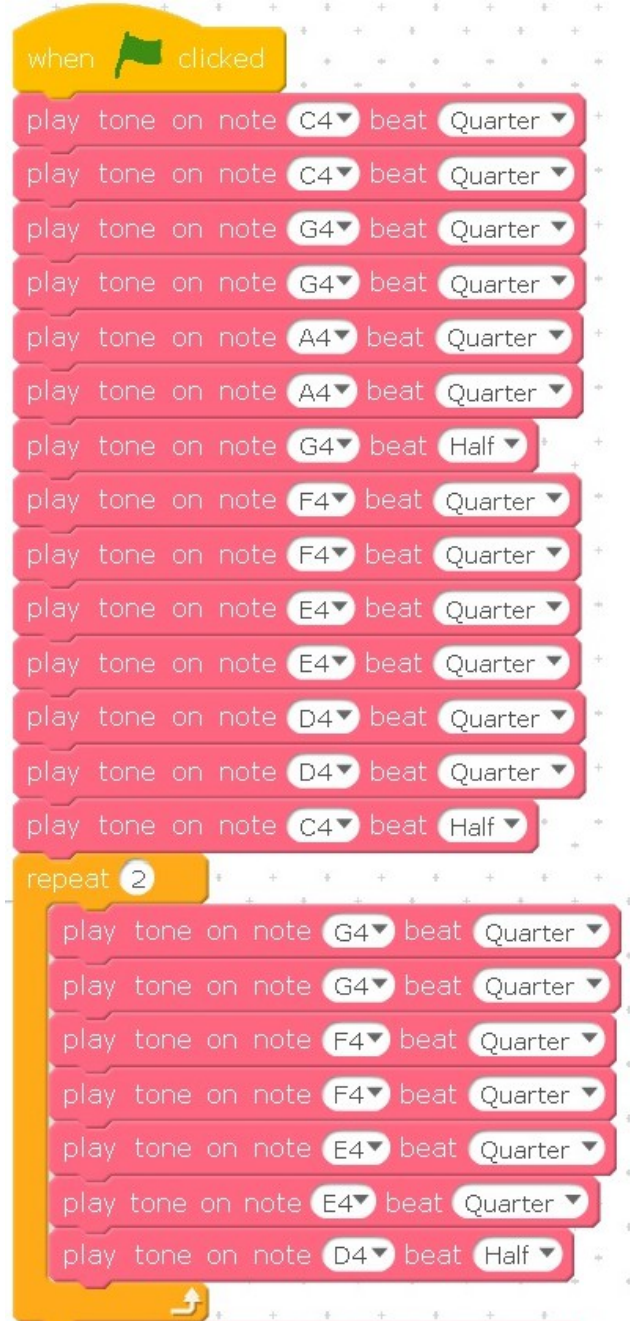 when clicked
play tone on note C4 beat Quarter
play tone on note C4 beat Quarter
play tone on note G4 beat Quarter
play tone on note G4 beat Quarter
play tone on note A4 beat Quarter
play tone on note A4 beat Quarter
play tone on note G4 beat Half
play tone on note F4 beat Quarter
play tone on note F4 beat Quarter
play tone on note E4 beat Quarter
play tone on note E4 beat Quarter
play tone on note D4 beat Quarter
play tone on note D4 beat Quarter
play tone on note C4 beat Half
repeat 2
play tone on note G4 beat Quarter
play tone on note G4 beat Quarter
play tone on note F4 beat Quarter
play tone on note F4 beat Quarter
play tone on note E4 beat Quarter
play tone on note E4 beat Quarter
play tone on note D4 beat Half